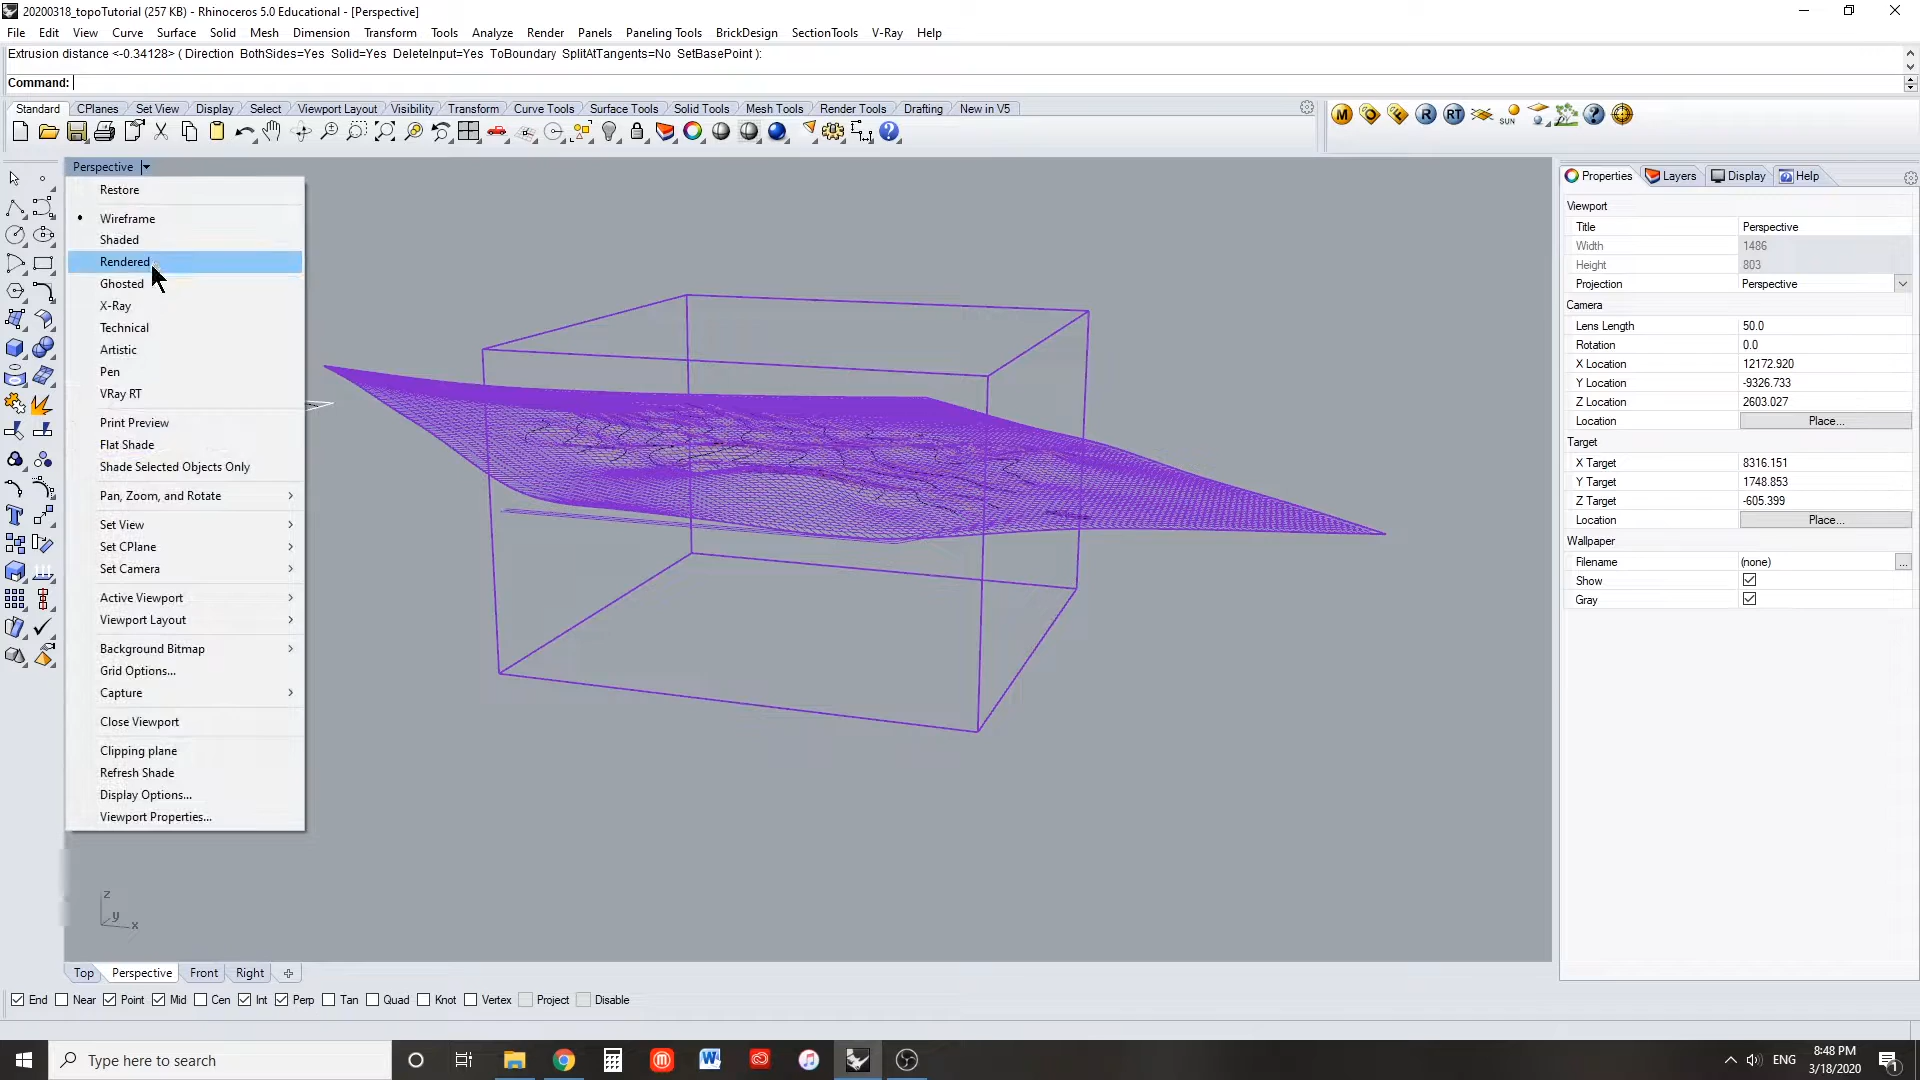 20200318_topoTutorial (257 KB) - Rhinoceros 5.0 Educational - [Perspective]
File Edit View Curve Surface Solid Mesh Dimension Transform Tools Analyze Render Panels Paneling Tools BrickDesign SectionTools V-Ray Help
Extrusion distance <-0.34128> ( Direction BothSides=Yes Solid=Yes DeleteInput=Yes ToBoundary SplitAtTangents=No SetBasePoint ):
Command:
Standard CPlanes Set View Display Select Viewport Layout Visibility Transform Curve Tools Surface Tools Solid Tools Mesh Tools Render Tools Drafting New in V5
M R RT SUN
Perspective
Restore
Wireframe
Shaded
Rendered
Ghosted
X-Ray
Technical
Artistic
Pen
VRay RT
Print Preview
Flat Shade
Shade Selected Objects Only
Pan, Zoom, and Rotate
Set View
Set CPlane
Set Camera
Active Viewport
Viewport Layout
Background Bitmap
Grid Options...
Capture
Close Viewport
Clipping plane
Refresh Shade
Display Options...
Viewport Properties...
z
y
x
Properties Layers Display Help
Viewport
Title Perspective
Width 1486
Height 803
Projection Perspective
Camera
Lens Length 50.0
Rotation 0.0
X Location 12172.920
Y Location -9326.733
Z Location 2603.027
Location Place...
Target
X Target 8316.151
Y Target 1748.853
Z Target -605.399
Location Place...
Wallpaper
Filename (none) ...
Show
Gray
Top Perspective Front Right
End Near Point Mid Cen Int Perp Tan Quad Knot Vertex Project Disable
Type here to search
ENG
8:48 PM
3/18/2020
1